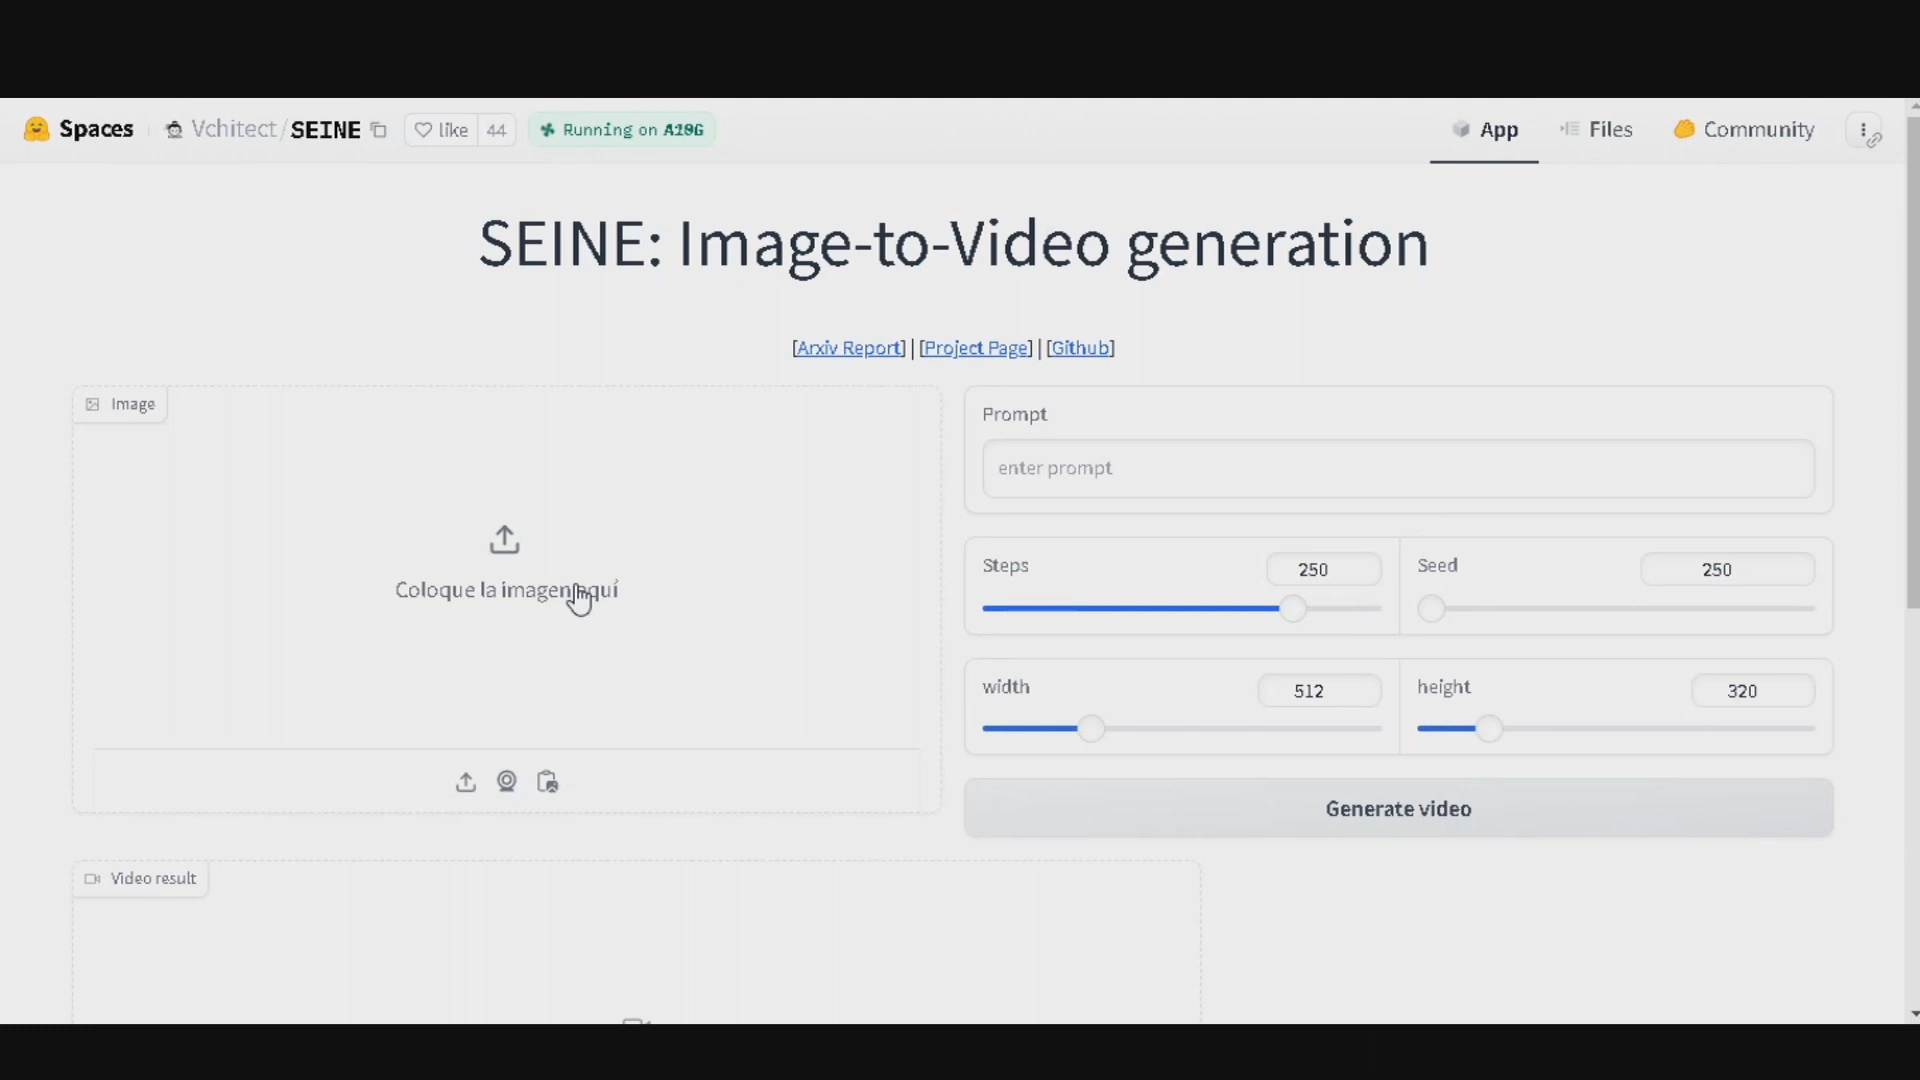 Spaces Vchitect/SEINE like 44 Running on A10G App Files Community
SEINE: Image-to-Video generation
[Arxiv Report] | [Project Page] | [Github]
Image
Coloque la imagen aquí
Prompt
enter prompt
Steps 250 Seed 250
width 512 height 320
Generate video
Video result